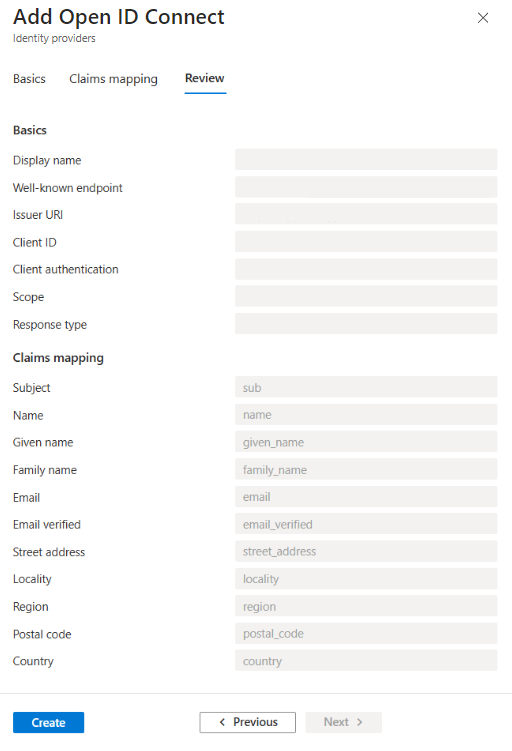 Add Open ID Connect
Identity providers
Basics Claims mapping Review
Basics
Display name
Well-known endpoint
Issuer URI
Client ID
Client authentication
Scope
Response type
Claims mapping
Subject sub
Name name
Given name given_name
Family name family_name
Email email
Email verified email_verified
Street address street_address
Locality locality
Region region
Postal code postal_code
Country country
Create Previous Next